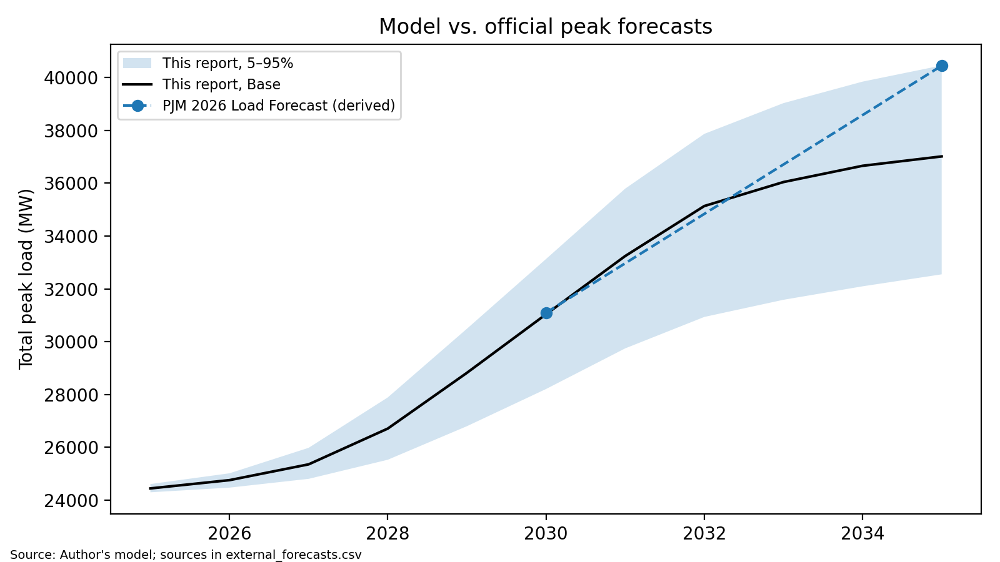 Model vs. official peak forecasts
This report, 5–95%
This report, Base
PJM 2026 Load Forecast (derived)
Total peak load (MW)
40000
38000
36000
34000
32000
30000
28000
26000
24000
2026 2028 2030 2032 2034
Source: Author's model; sources in external_forecasts.csv